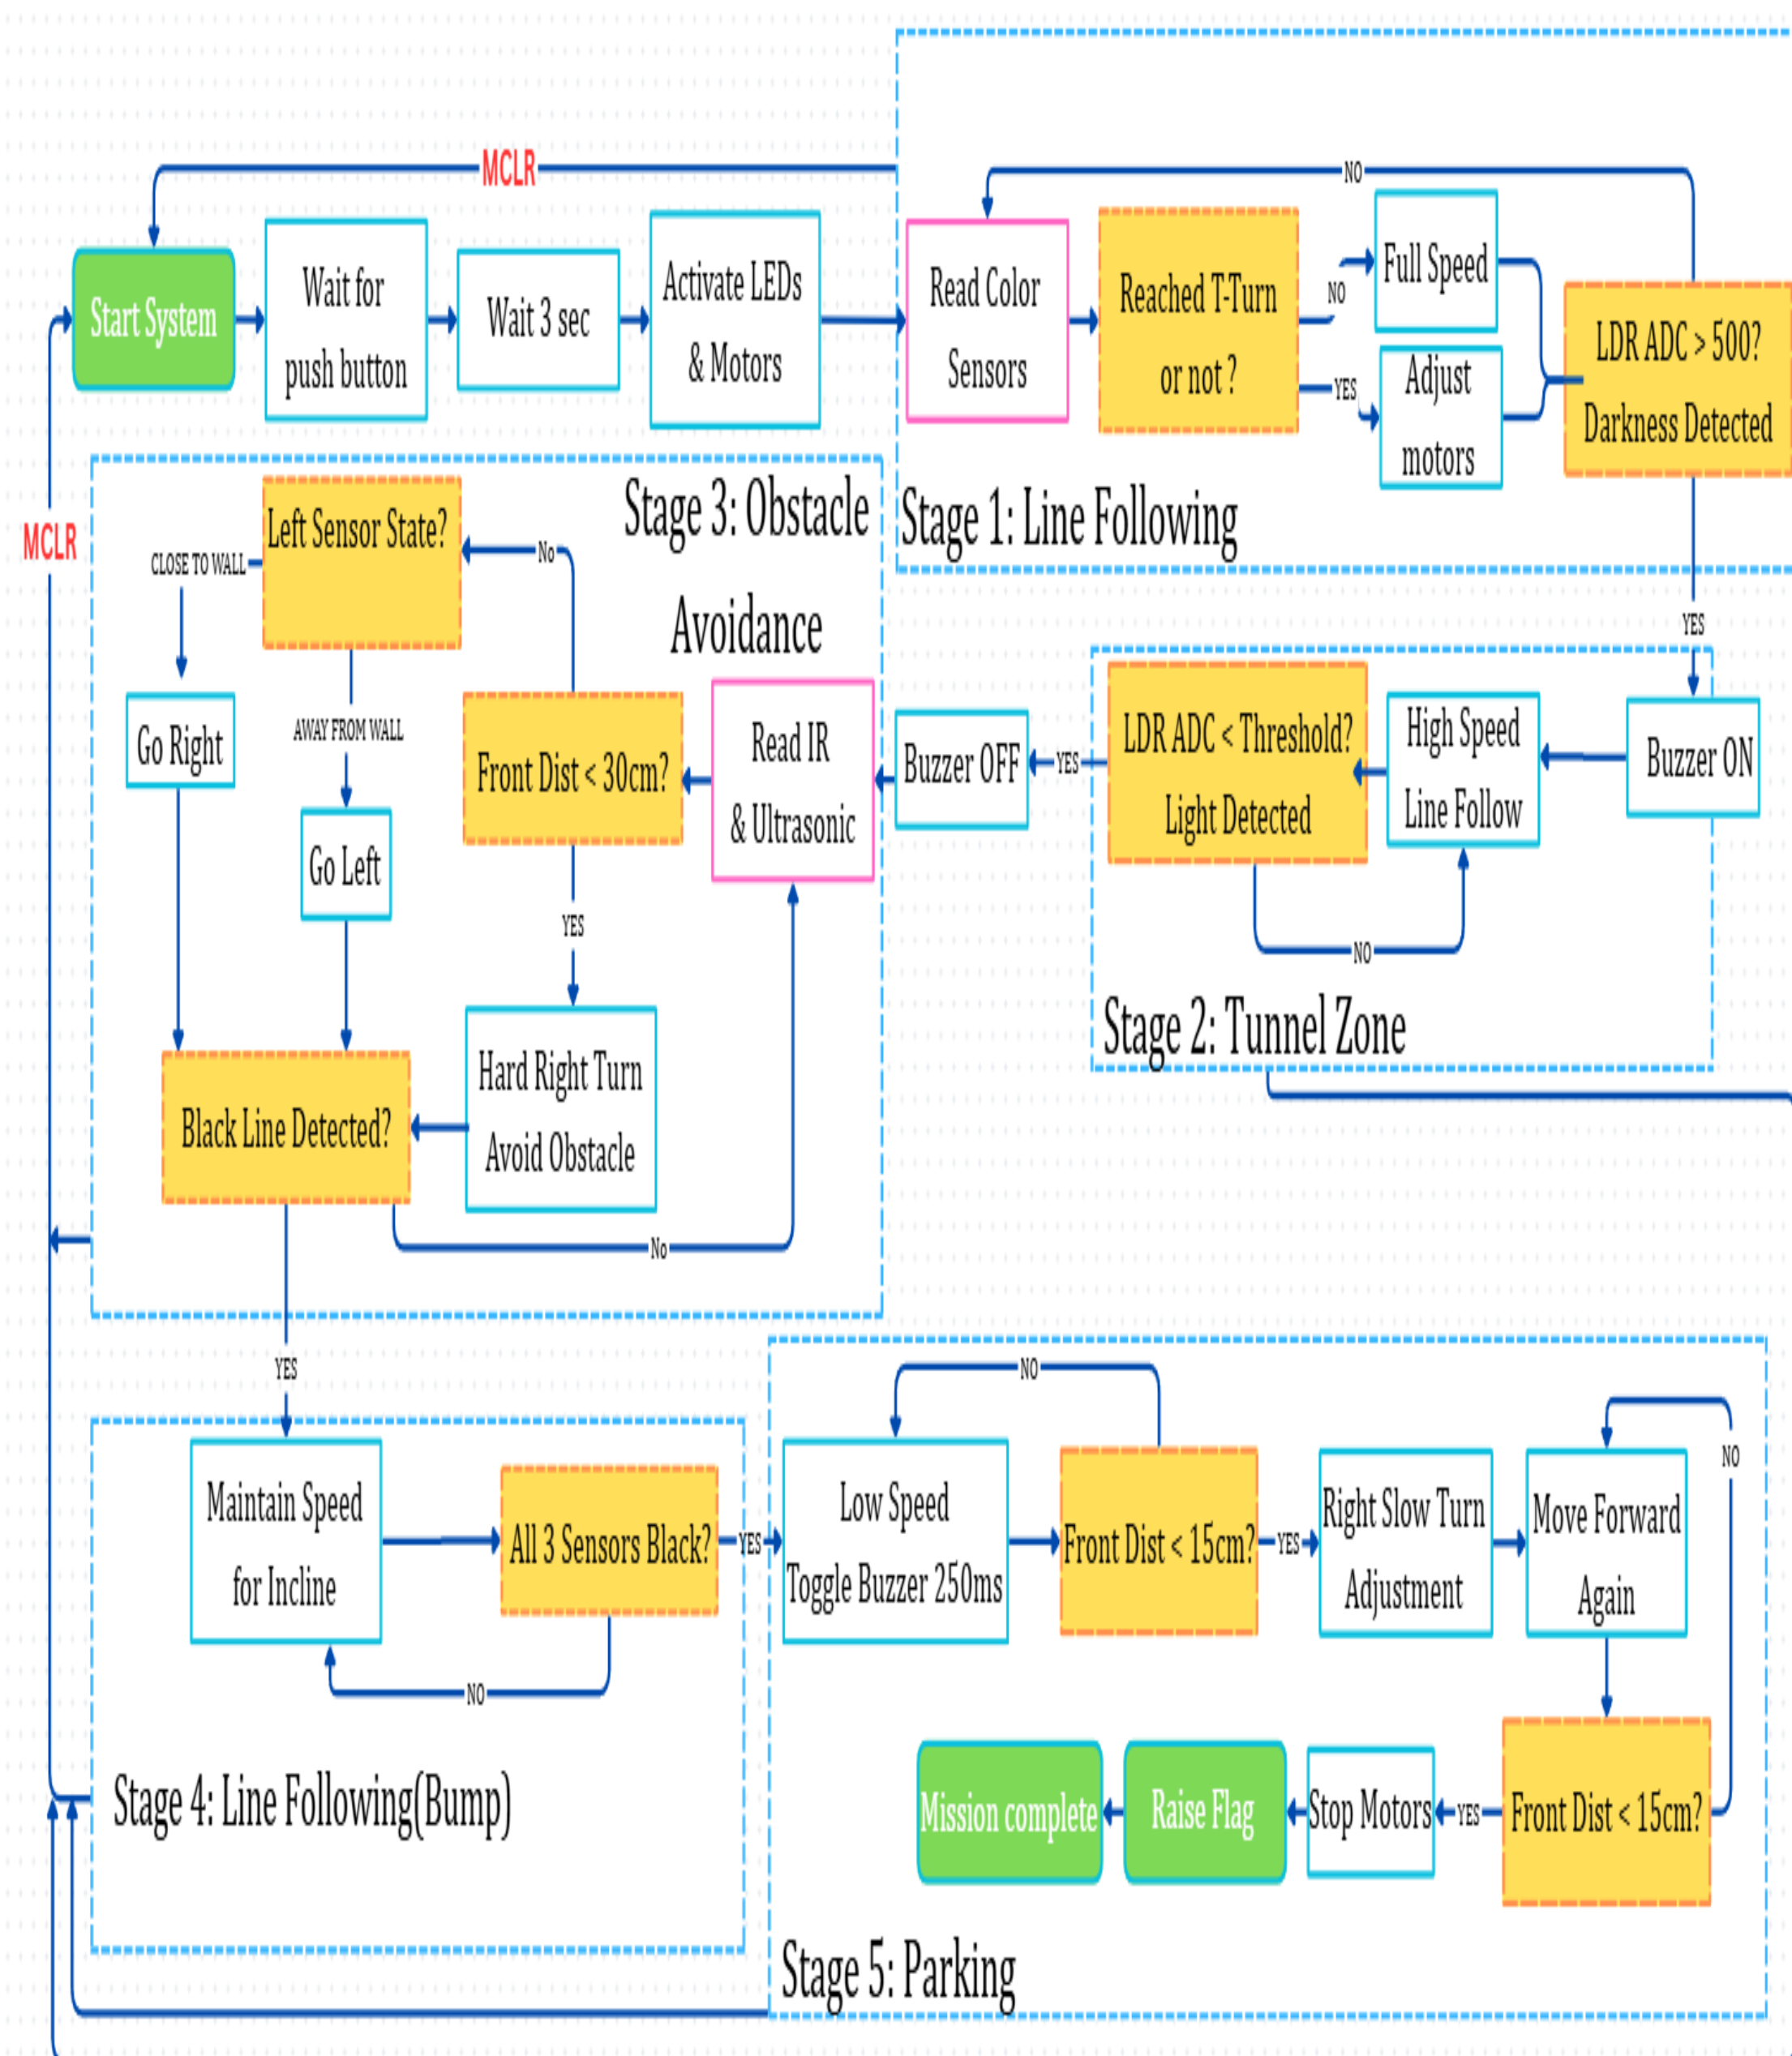 MCLR
Start System
Wait for
push button
Wait 3 sec
Activate LEDs
& Motors
NO
Read Color
Sensors
Reached T-Turn
or not ?
NO
YES
Full Speed
Adjust
motors
LDR ADC > 500?
Darkness Detected
Stage 1: Line Following
YES
Buzzer ON
High Speed
Line Follow
LDR ADC < Threshold?
Light Detected
NO
YES
Stage 2: Tunnel Zone
Buzzer OFF
Stage 3: Obstacle
Avoidance
Read IR
& Ultrasonic
Front Dist < 30cm?
No
Left Sensor State?
CLOSE TO WALL
AWAY FROM WALL
Go Right
Go Left
YES
Hard Right Turn
Avoid Obstacle
Black Line Detected?
No
MCLR
YES
Maintain Speed
for Incline
All 3 Sensors Black?
NO
YES
Stage 4: Line Following(Bump)
Low Speed
Toggle Buzzer 250ms
NO
Front Dist < 15cm?
YES
Right Slow Turn
Adjustment
Move Forward
Again
NO
Front Dist < 15cm?
YES
Stop Motors
Raise Flag
Mission complete
Stage 5: Parking